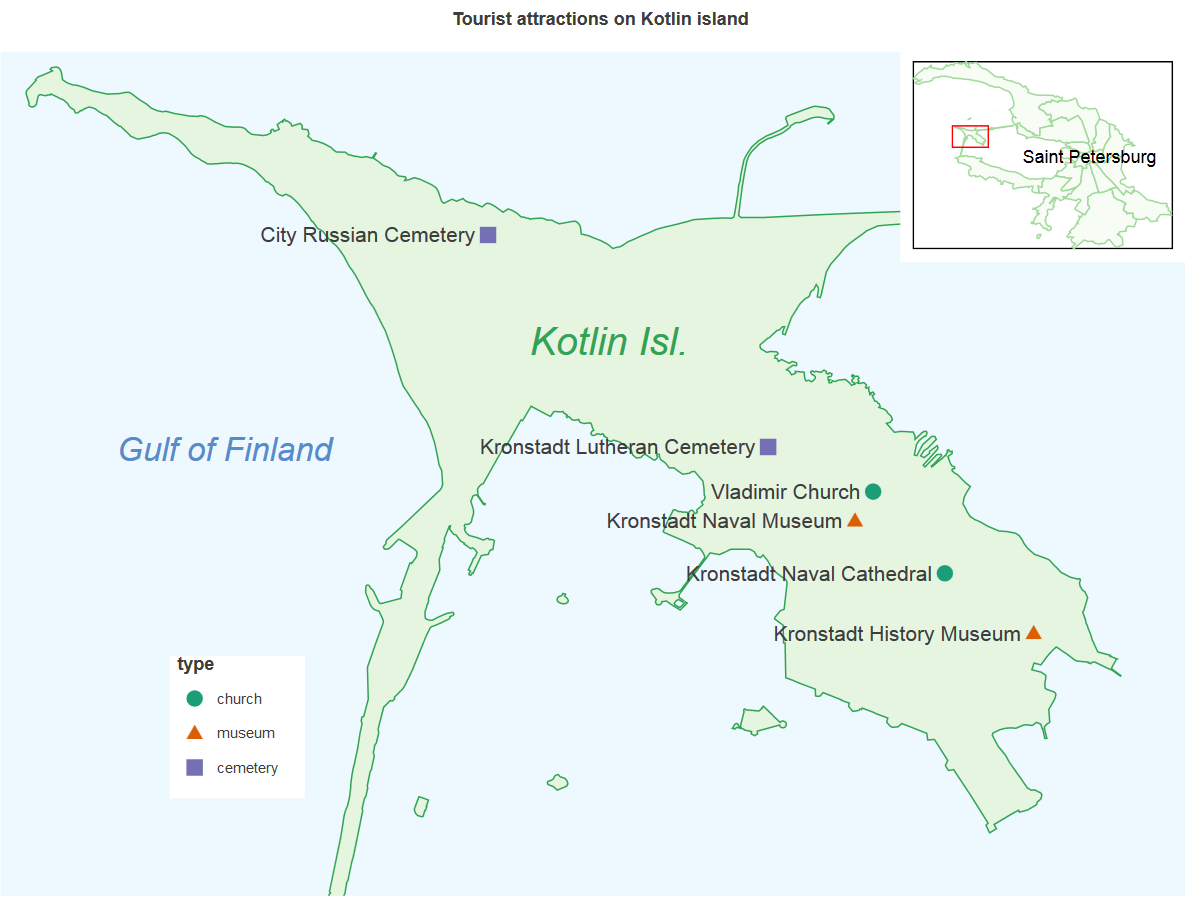 Tourist attractions on Kotlin island
Saint Petersburg
City Russian Cemetery
Kotlin Isl.
Gulf of Finland
Kronstadt Lutheran Cemetery
Vladimir Church
Kronstadt Naval Museum
Kronstadt Naval Cathedral
Kronstadt History Museum
type
church
museum
cemetery